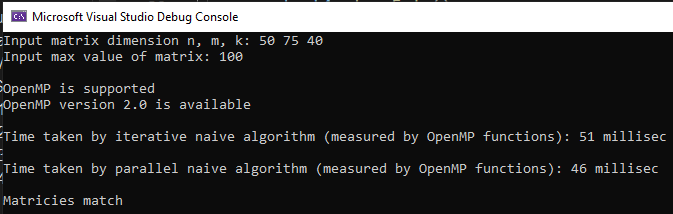 Microsoft Visual Studio Debug Console
Input matrix dimension n, m, k: 50 75 40
Input max value of matrix: 100
OpenMP is supported
OpenMP version 2.0 is available
Time taken by iterative naive algorithm (measured by OpenMP functions): 51 millisec
Time taken by parallel naive algorithm (measured by OpenMP functions): 46 millisec
Matricies match